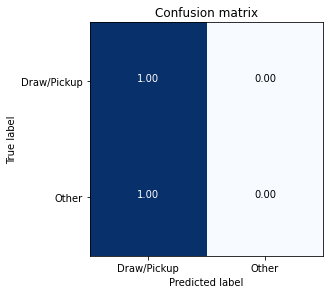 Confusion matrix
True label
Draw/Pickup
1.00 0.00
Other
1.00 0.00
Draw/Pickup Other
Predicted label